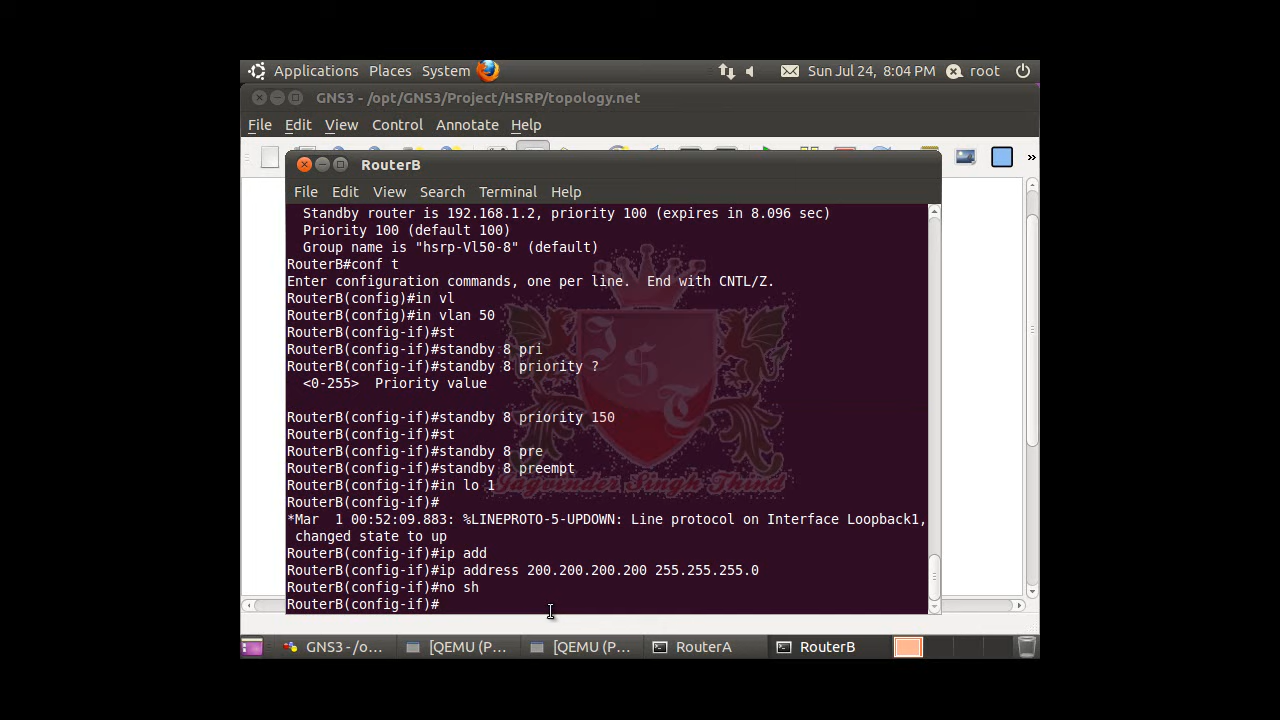 Applications Places System Sun Jul 24, 8:04 PM root
GNS3 - /opt/GNS3/Project/HSRP/topology.net
File Edit View Control Annotate Help
»
RouterB
File Edit View Search Terminal Help
Standby router is 192.168.1.2, priority 100 (expires in 8.096 sec)
Priority 100 (default 100)
Group name is "hsrp-Vl50-8" (default)
RouterB#conf t
Enter configuration commands, one per line.  End with CNTL/Z.
RouterB(config)#in vl
RouterB(config)#in vlan 50
RouterB(config-if)#st
RouterB(config-if)#standby 8 pri
RouterB(config-if)#standby 8 priority ?
<0-255>  Priority value
RouterB(config-if)#standby 8 priority 150
RouterB(config-if)#st
RouterB(config-if)#standby 8 pre
RouterB(config-if)#standby 8 preempt
RouterB(config-if)#in lo 1
RouterB(config-if)#
*Mar  1 00:52:09.883: %LINEPROTO-5-UPDOWN: Line protocol on Interface Loopback1,
changed state to up
RouterB(config-if)#ip add
RouterB(config-if)#ip address 200.200.200.200 255.255.255.0
RouterB(config-if)#no sh
RouterB(config-if)#
JST
Jagwinder Singh Thind
GNS3 - /o... [QEMU (P... [QEMU (P... RouterA RouterB